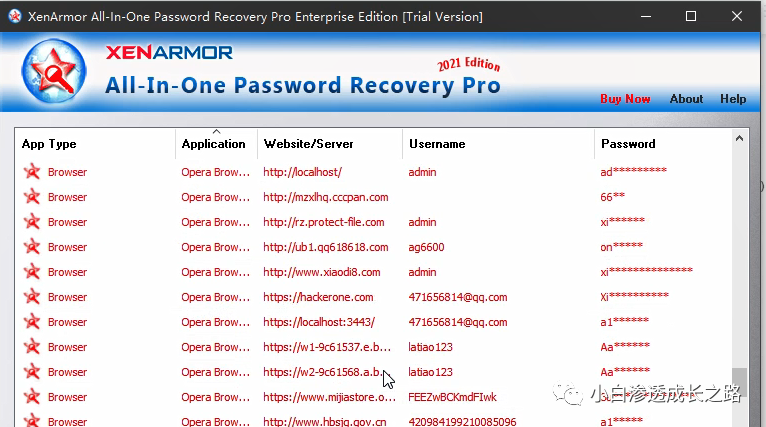 XenArmor All-In-One Password Recovery Pro Enterprise Edition [Trial Version]
XENARMOR
2021 Edition
All-In-One Password Recovery Pro
Buy Now About Help
App Type Application Website/Server Username Password
Browser Opera Brow... http://localhost/ admin ad*********
Browser Opera Brow... http://mzxlhq.cccpan.com 66**
Browser Opera Brow... http://rz.protect-file.com admin xi******
Browser Opera Brow... http://ub1.qq618618.com ag6600 on*****
Browser Opera Brow... http://www.xiaodi8.com admin xi**************
Browser Opera Brow... https://hackerone.com 471656814@qq.com Xi**********
Browser Opera Brow... https://localhost:3443/ 471656814@qq.com a1******
Browser Opera Brow... https://w1-9c61537.e.b... latiao123 Aa******
Browser Opera Brow... https://w2-9c61568.a.b... latiao123 Aa******
Browser Opera Brow... https://www.mijiastore.o... FEEZwBCKmdFIwk
Browser Opera Brow... http://www.hbsjg.gov.cn 420984199210085096 a1*****
小白渗透成长之路